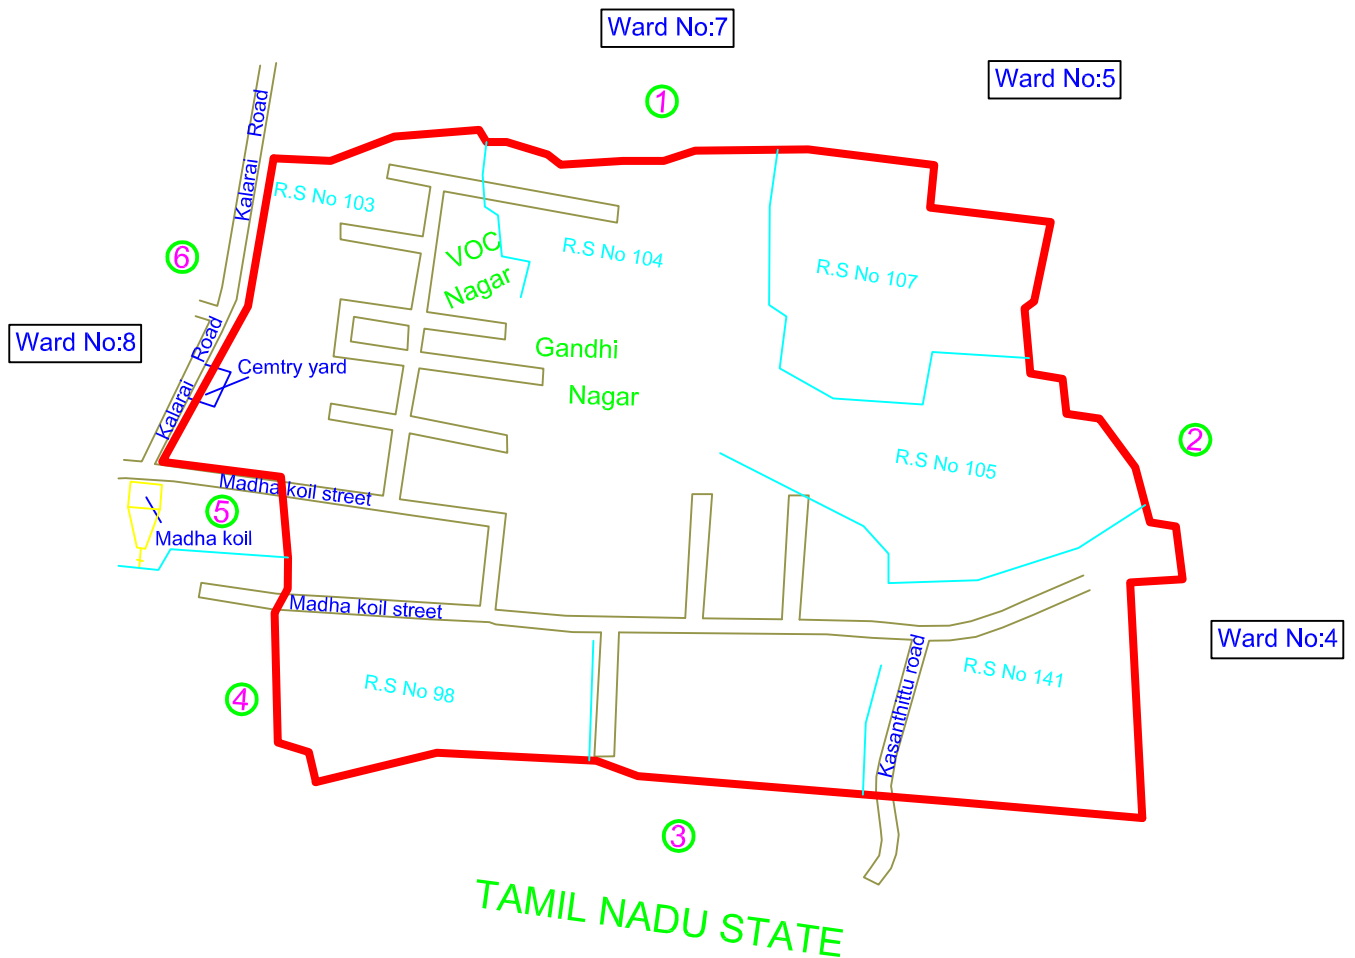 Ward No:7
Ward No:5
1
Kalarai Road
R.S No 103
VOC
Nagar
R.S No 104
R.S No 107
6
Ward No:8
Kalarai Road
Cemtry yard
Gandhi
Nagar
2
R.S No 105
Madha koil street
5
Madha koil
Madha koil street
Ward No:4
Kasanthittu road
R.S No 141
R.S No 98
4
3
TAMIL NADU STATE